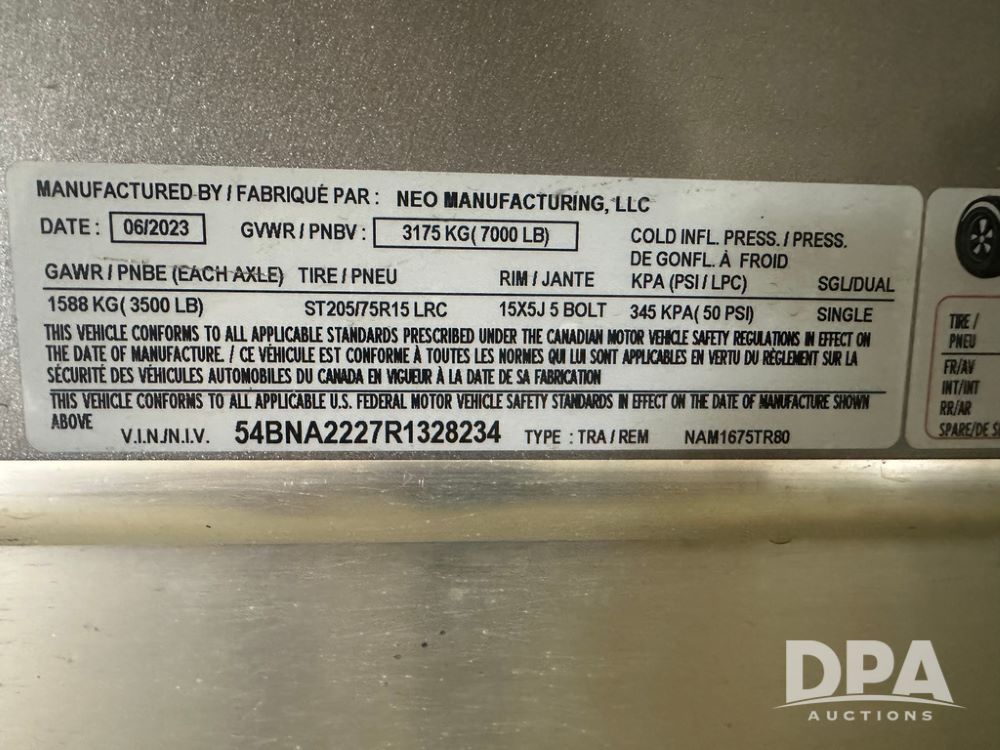 MANUFACTURED BY / FABRIQUÉ PAR : NEO MANUFACTURING, LLC
DATE : 06/2023 GVWR / PNBV : 3175 KG( 7000 LB)
COLD INFL. PRESS. / PRESS.
DE GONFL. À FROID
GAWR / PNBE (EACH AXLE) TIRE / PNEU RIM / JANTE KPA (PSI / LPC) SGL/DUAL
1588 KG( 3500 LB) ST205/75R15 LRC 15X5J 5 BOLT 345 KPA( 50 PSI) SINGLE
THIS VEHICLE CONFORMS TO ALL APPLICABLE STANDARDS PRESCRIBED UNDER THE CANADIAN MOTOR VEHICLE SAFETY REGULATIONS IN EFFECT ON
THE DATE OF MANUFACTURE. / CE VÉHICULE EST CONFORME À TOUTES LES NORMES QUI LUI SONT APPLICABLES EN VERTU DU RÉGLEMENT SUR LA
SÉCURITÉ DES VÉHICULES AUTOMOBILES DU CANADA EN VIGUEUR À LA DATE DE SA FABRICATION
THIS VEHICLE CONFORMS TO ALL APPLICABLE U.S. FEDERAL MOTOR VEHICLE SAFETY STANDARDS IN EFFECT ON THE DATE OF MANUFACTURE SHOWN
ABOVE
V.I.N./N.I.V. 54BNA2227R1328234 TYPE : TRA / REM NAM1675TR80
TIRE /
PNEU
FR/AV
INT/INT
RR/AR
SPARE/DE
DPA
AUCTIONS